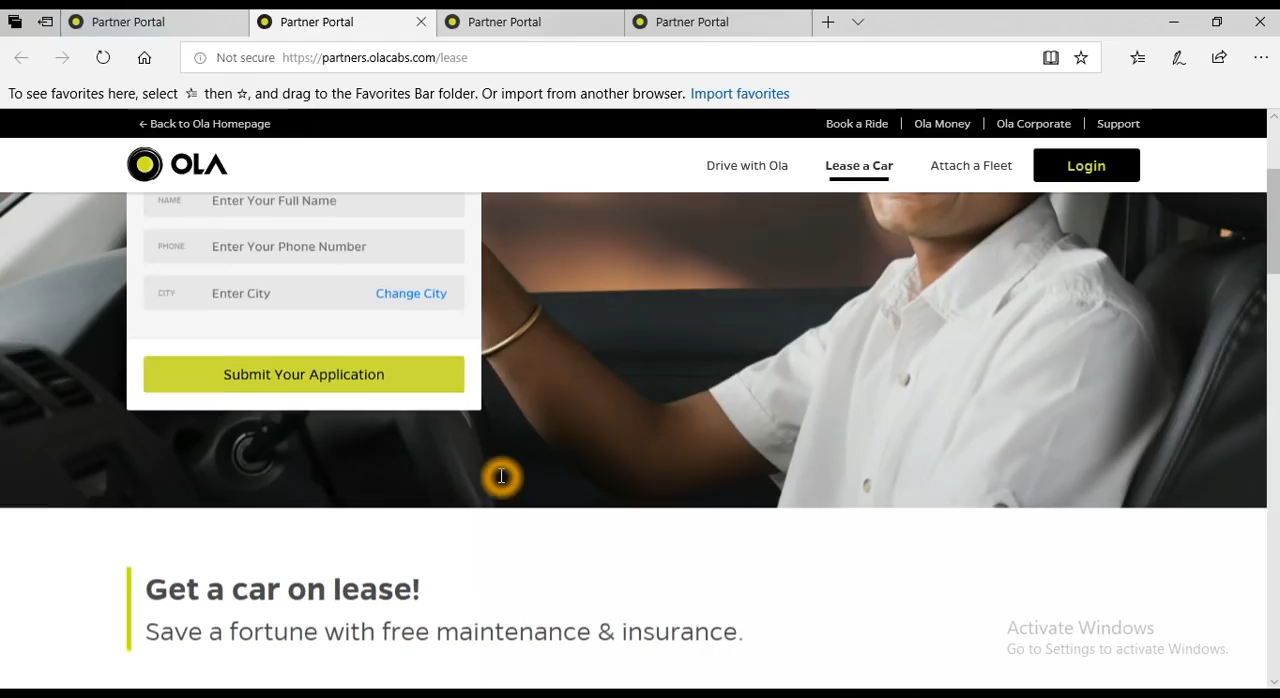 Partner Portal
Partner Portal
Partner Portal
Partner Portal
Not secure https://partners.olacabs.com/lease
To see favorites here, select then , and drag to the Favorites Bar folder. Or import from another browser. Import favorites
← Back to Ola Homepage
Book a Ride | Ola Money | Ola Corporate | Support
OLA
Drive with Ola
Lease a Car
Attach a Fleet
Login
NAME Enter Your Full Name
PHONE Enter Your Phone Number
CITY Enter City Change City
Submit Your Application
Get a car on lease!
Save a fortune with free maintenance & insurance.
Activate Windows
Go to Settings to activate Windows.